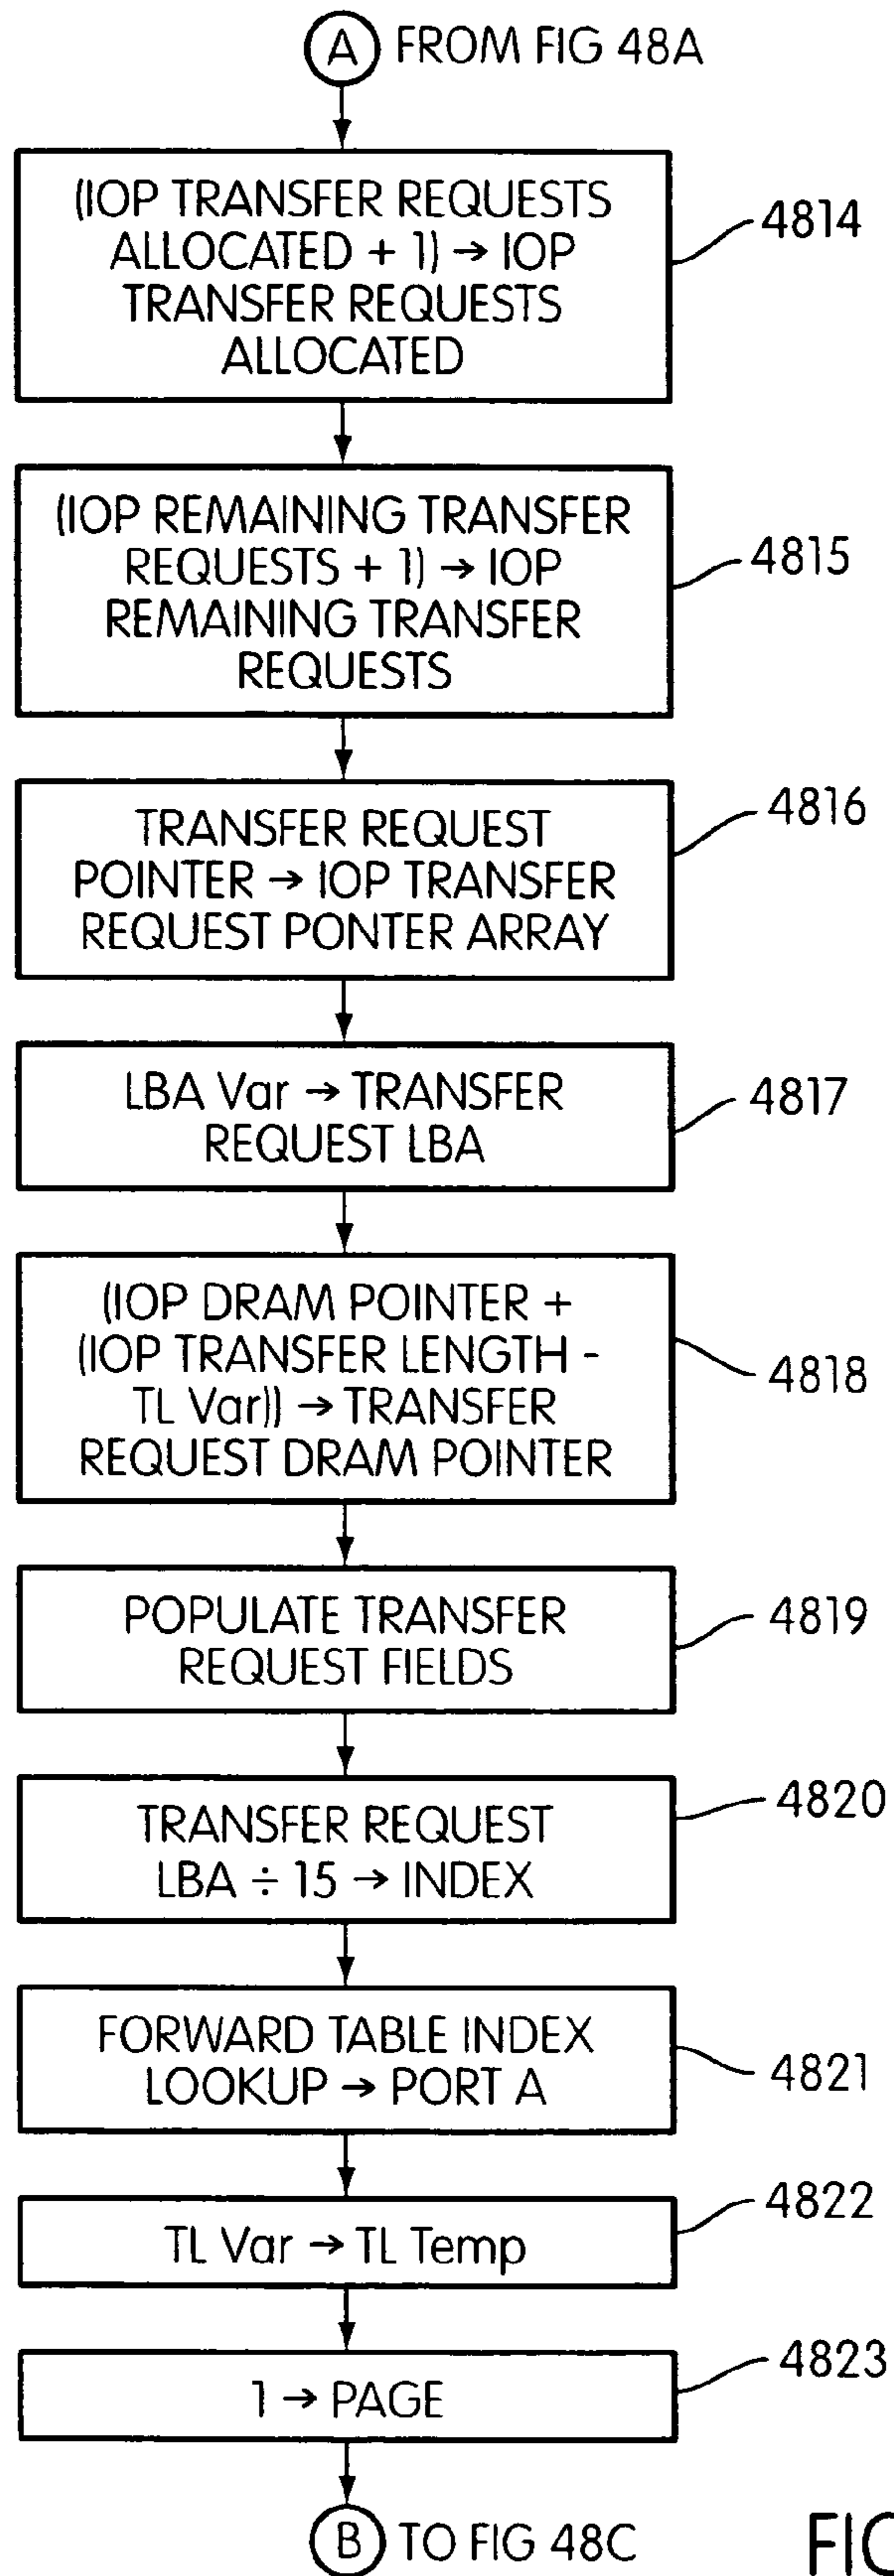 A FROM FIG 48A
(IOP TRANSFER REQUESTS
ALLOCATED + 1) → IOP
TRANSFER REQUESTS
ALLOCATED
4814
(IOP REMAINING TRANSFER
REQUESTS + 1) → IOP
REMAINING TRANSFER
REQUESTS
4815
TRANSFER REQUEST
POINTER → IOP TRANSFER
REQUEST PONTER ARRAY
4816
LBA Var → TRANSFER
REQUEST LBA
4817
(IOP DRAM POINTER +
(IOP TRANSFER LENGTH -
TL Var)) → TRANSFER
REQUEST DRAM POINTER
4818
POPULATE TRANSFER
REQUEST FIELDS
4819
TRANSFER REQUEST
LBA ÷ 15 → INDEX
4820
FORWARD TABLE INDEX
LOOKUP → PORT A
4821
TL Var → TL Temp
4822
1 → PAGE
4823
B TO FIG 48C